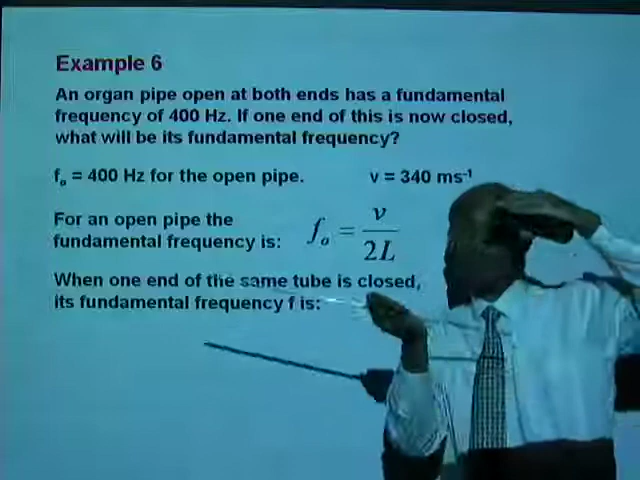 Example 6
An organ pipe open at both ends has a fundamental
frequency of 400 Hz. If one end of this is now closed,
what will be its fundamental frequency?
fₒ = 400 Hz for the open pipe. v = 340 ms⁻¹
For an open pipe the
fundamental frequency is: fₒ = v / 2L
When one end of the same tube is closed,
its fundamental frequency f is: